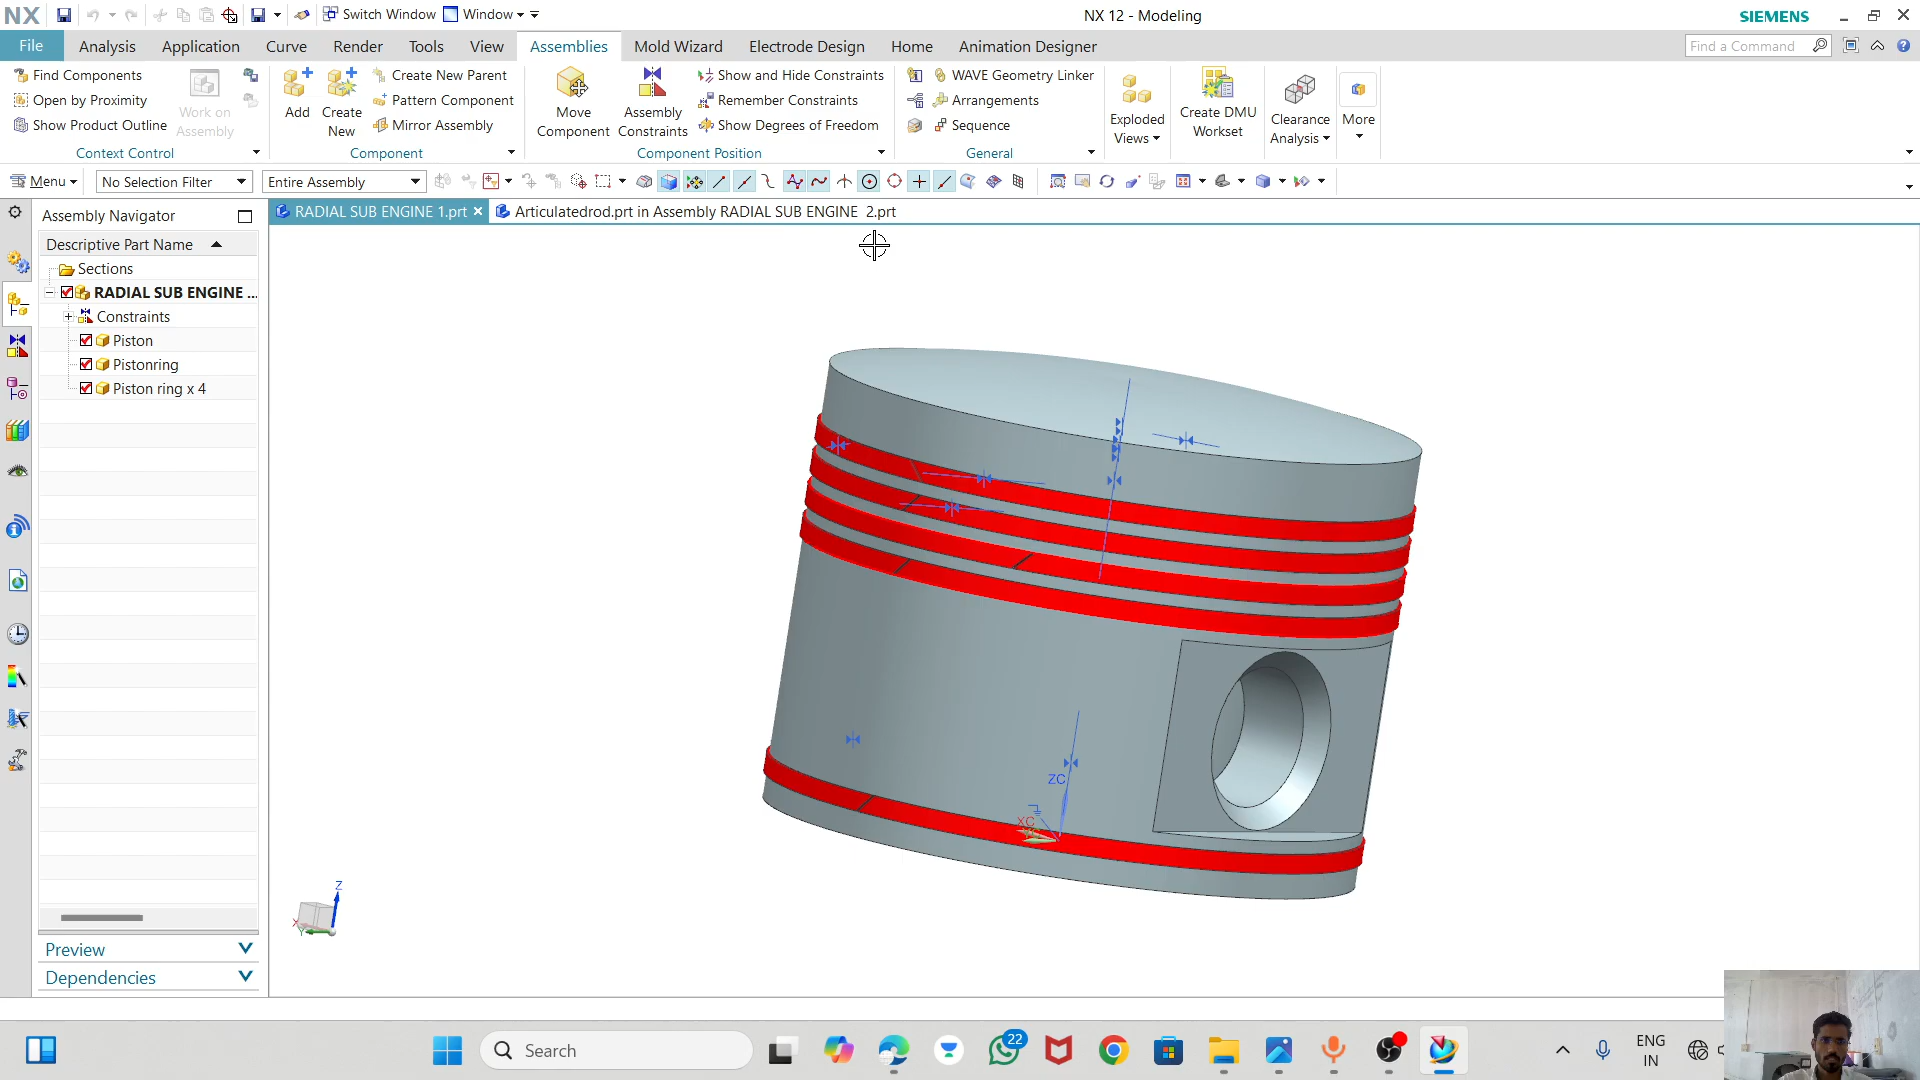 NX
Switch Window
Window
NX 12 - Modeling
SIEMENS
File
Analysis
Application
Curve
Render
Tools
View
Assemblies
Mold Wizard
Electrode Design
Home
Animation Designer
Find a Command
Find Components
Open by Proximity
Show Product Outline
Work on
Assembly
Context Control
Add
Create
New
Create New Parent
Pattern Component
Mirror Assembly
Component
Move
Component
Assembly
Constraints
Show and Hide Constraints
Remember Constraints
Show Degrees of Freedom
Component Position
WAVE Geometry Linker
Arrangements
Sequence
General
Exploded
Views
Create DMU
Workset
Clearance
Analysis
More
Menu
No Selection Filter
Entire Assembly
Assembly Navigator
RADIAL SUB ENGINE 1.prt
Articulatedrod.prt in Assembly RADIAL SUB ENGINE 2.prt
Descriptive Part Name
Sections
RADIAL SUB ENGINE ...
Constraints
Piston
Pistonring
Piston ring x 4
ZC
XC
Z
X
Y
Preview
Dependencies
Search
22
ENG
IN